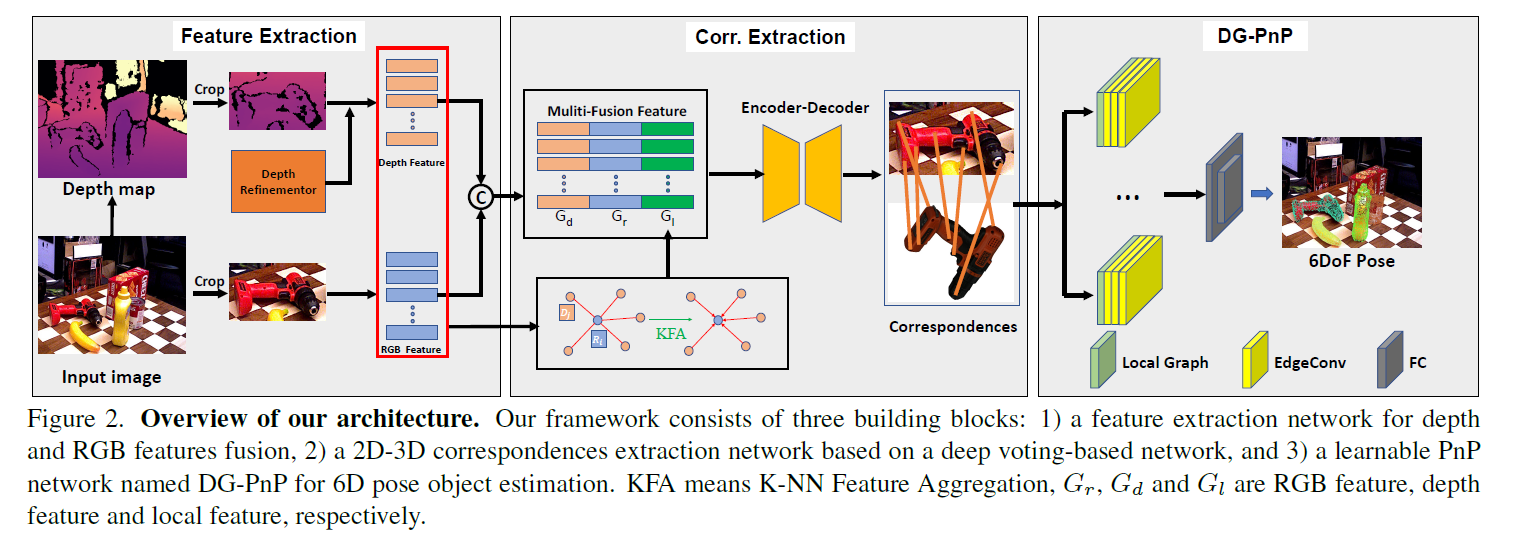 Feature Extraction
Corr. Extraction
DG-PnP
Crop
Depth map
Depth
Refinementor
Depth Feature
Crop
Input image
RGB Feature
C
Muliti-Fusion Feature
G_d
G_r
G_l
D_i
R_i
KFA
Encoder-Decoder
Correspondences
...
6DoF Pose
Local Graph
EdgeConv
FC
Figure 2. Overview of our architecture. Our framework consists of three building blocks: 1) a feature extraction network for depth
and RGB features fusion, 2) a 2D-3D correspondences extraction network based on a deep voting-based network, and 3) a learnable PnP
network named DG-PnP for 6D pose object estimation. KFA means K-NN Feature Aggregation, G_r, G_d and G_l are RGB feature, depth
feature and local feature, respectively.